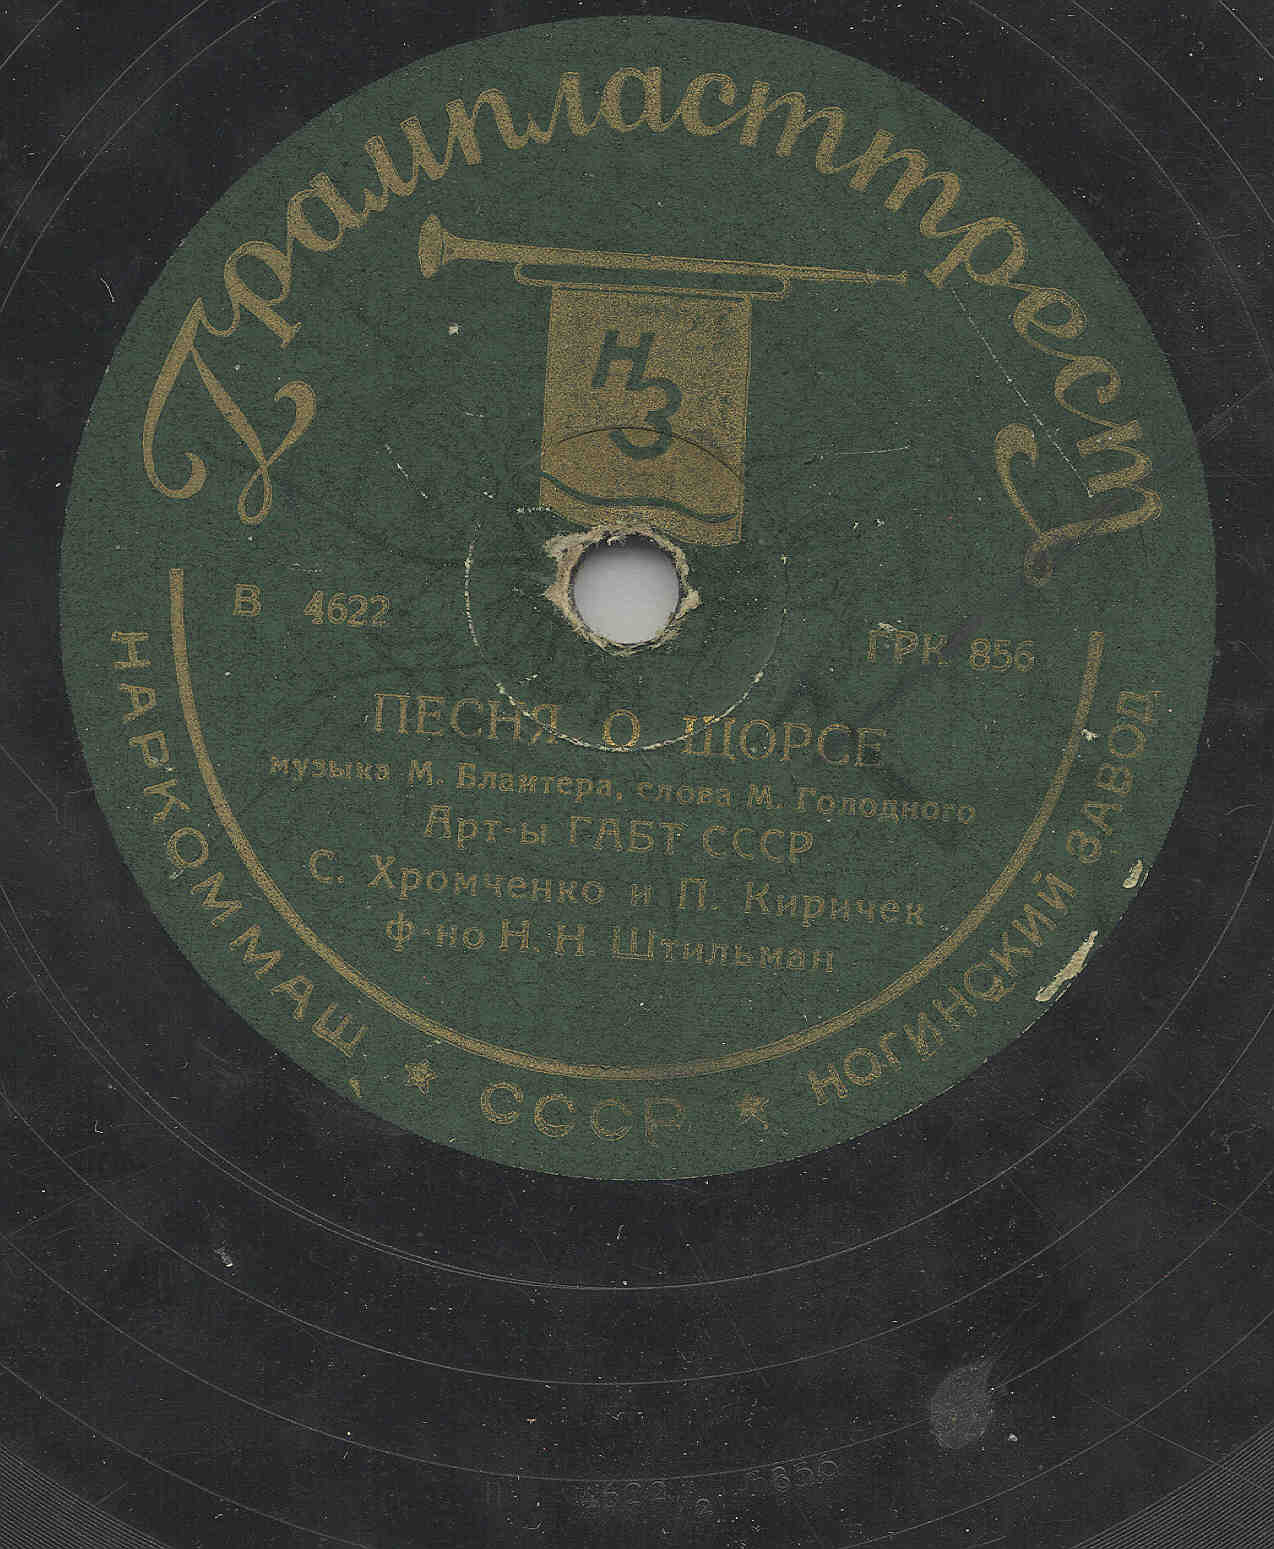 Грампласттрест
НЗ
В 4622
ГРК 856
ПЕСНЯ О ЩОРСЕ
музыка М. Блантера, слова М. Голодного
Арт-ы ГАБТ СССР
С. Хромченко и П. Киричек
ф-но Н. Н. Штильман
НАРКОММАШ ★ СССР ★ НОГИНСКИЙ ЗАВОД